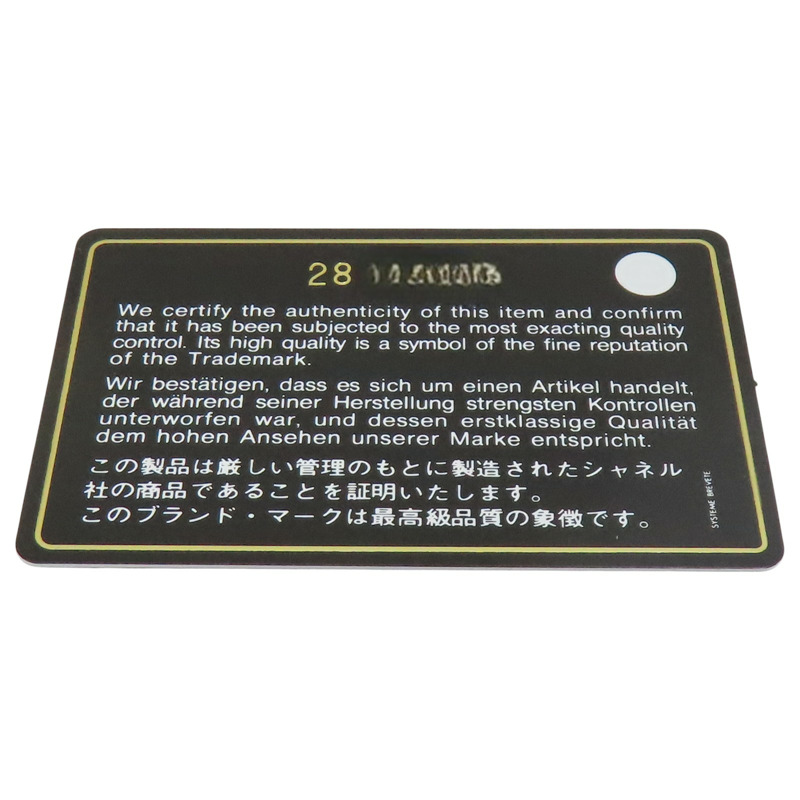 28
We certify the authenticity of this item and confirm
that it has been subjected to the most exacting quality
control. Its high quality is a symbol of the fine reputation
of the Trademark.
Wir bestätigen, dass es sich um einen Artikel handelt,
der während seiner Herstellung strengsten Kontrollen
unterworfen war, und dessen erstklassige Qualität
dem hohen Ansehen unserer Marke entspricht.
この製品は厳しい管理のもとに製造されたシャネル
社の商品であることを証明いたします。
このブランド・マークは最高級品質の象徴です。
SYSTEME BREVETE